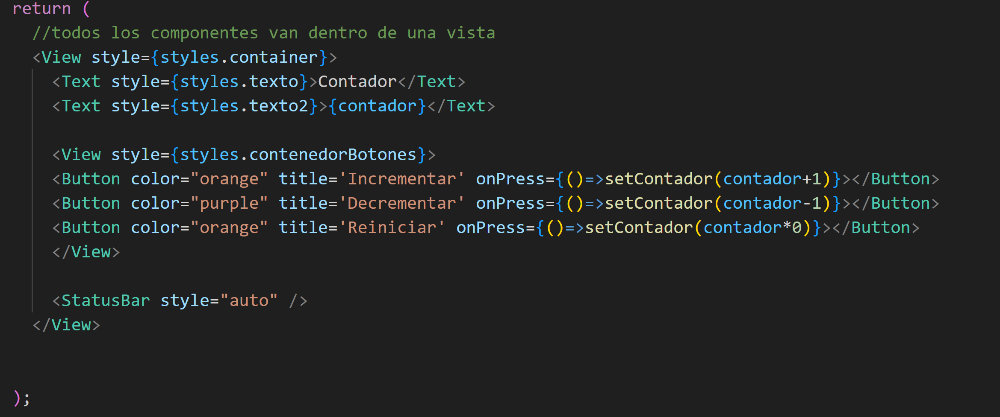 return (
//todos los componentes van dentro de una vista
<View style={styles.container}>
<Text style={styles.texto}>Contador</Text>
<Text style={styles.texto2}>{contador}</Text>
<View style={styles.contenedorBotones}>
<Button color="orange" title='Incrementar' onPress={()=>setContador(contador+1)}></Button>
<Button color="purple" title='Decrementar' onPress={()=>setContador(contador-1)}></Button>
<Button color="orange" title='Reiniciar' onPress={()=>setContador(contador*0)}></Button>
</View>
<StatusBar style="auto" />
</View>
);